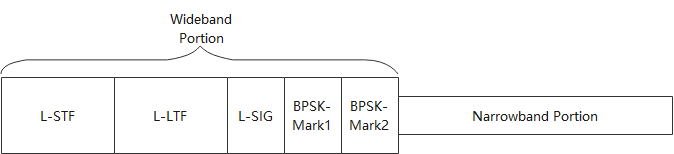 Wideband
Portion
L-STF
L-LTF
L-SIG
BPSK-
Mark1
BPSK-
Mark2
Narrowband Portion